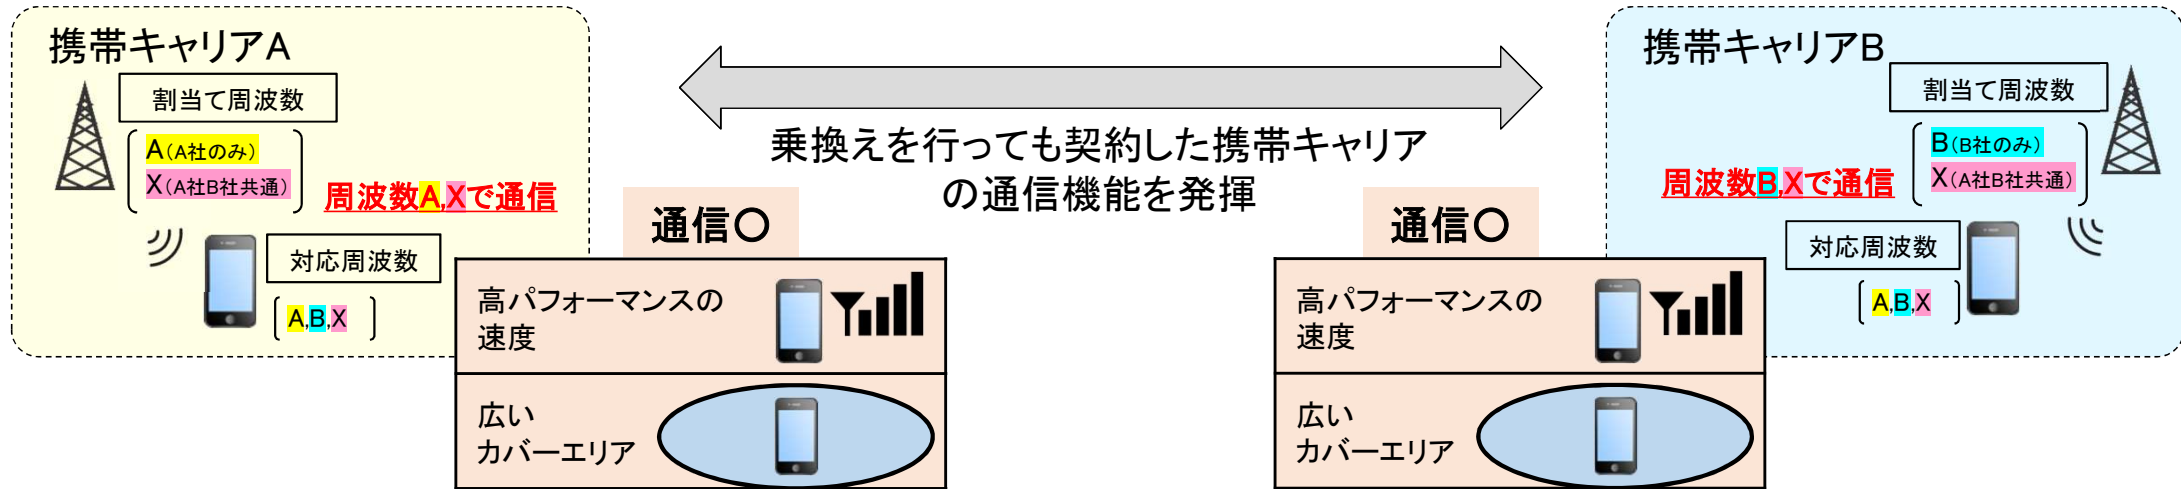 携帯キャリアA
割当て周波数
A(A社のみ)
X(A社B社共通)
周波数A,Xで通信
対応周波数
A,B,X
乗換えを行っても契約した携帯キャリア
の通信機能を発揮
通信〇
高パフォーマンスの
速度
広い
カバーエリア
通信〇
高パフォーマンスの
速度
広い
カバーエリア
携帯キャリアB
割当て周波数
B(B社のみ)
X(A社B社共通)
周波数B,Xで通信
対応周波数
A,B,X